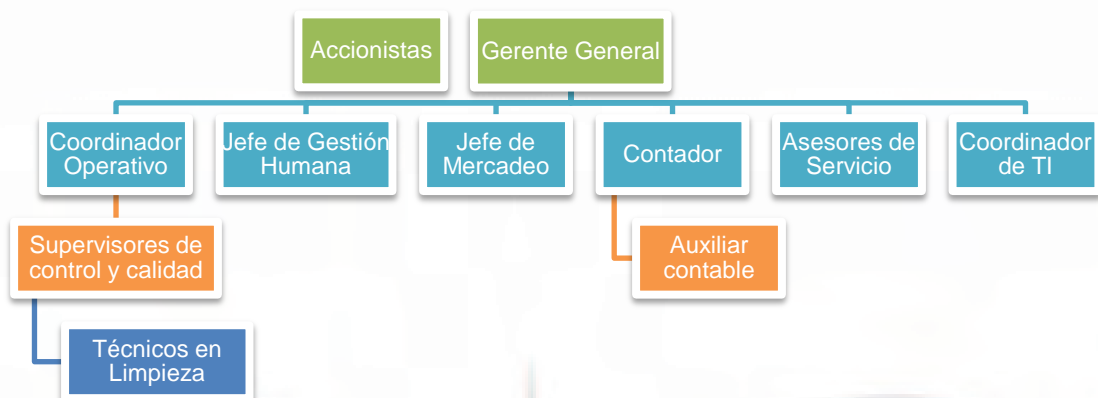 Accionistas
Gerente General
Coordinador
Operativo
Jefe de Gestión
Humana
Jefe de
Mercadeo
Contador
Asesores de
Servicio
Coordinador
de TI
Supervisores de
control y calidad
Auxiliar
contable
Técnicos en
Limpieza